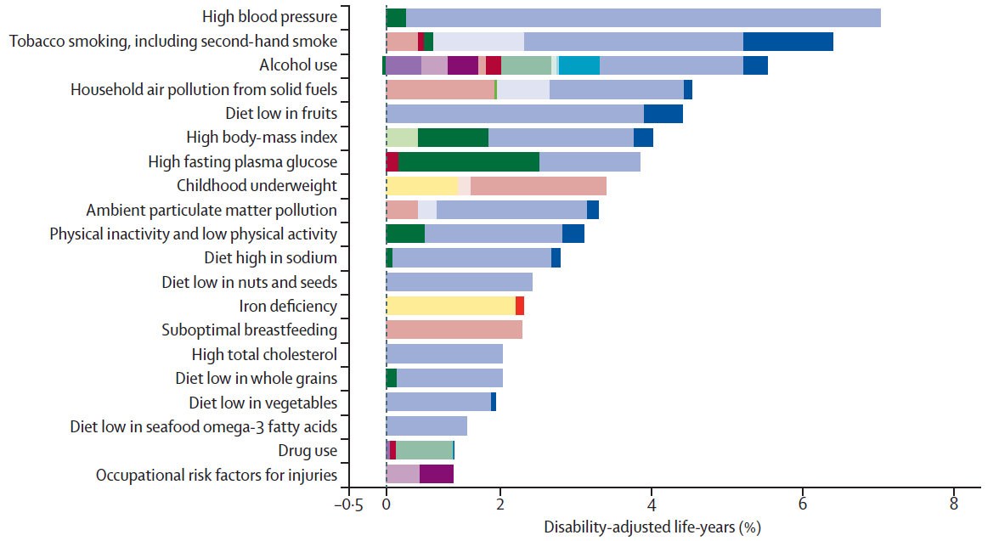 High blood pressure
Tobacco smoking, including second-hand smoke
Alcohol use
Household air pollution from solid fuels
Diet low in fruits
High body-mass index
High fasting plasma glucose
Childhood underweight
Ambient particulate matter pollution
Physical inactivity and low physical activity
Diet high in sodium
Diet low in nuts and seeds
Iron deficiency
Suboptimal breastfeeding
High total cholesterol
Diet low in whole grains
Diet low in vegetables
Diet low in seafood omega-3 fatty acids
Drug use
Occupational risk factors for injuries
–0·5 0 2 4 6 8
Disability-adjusted life-years (%)